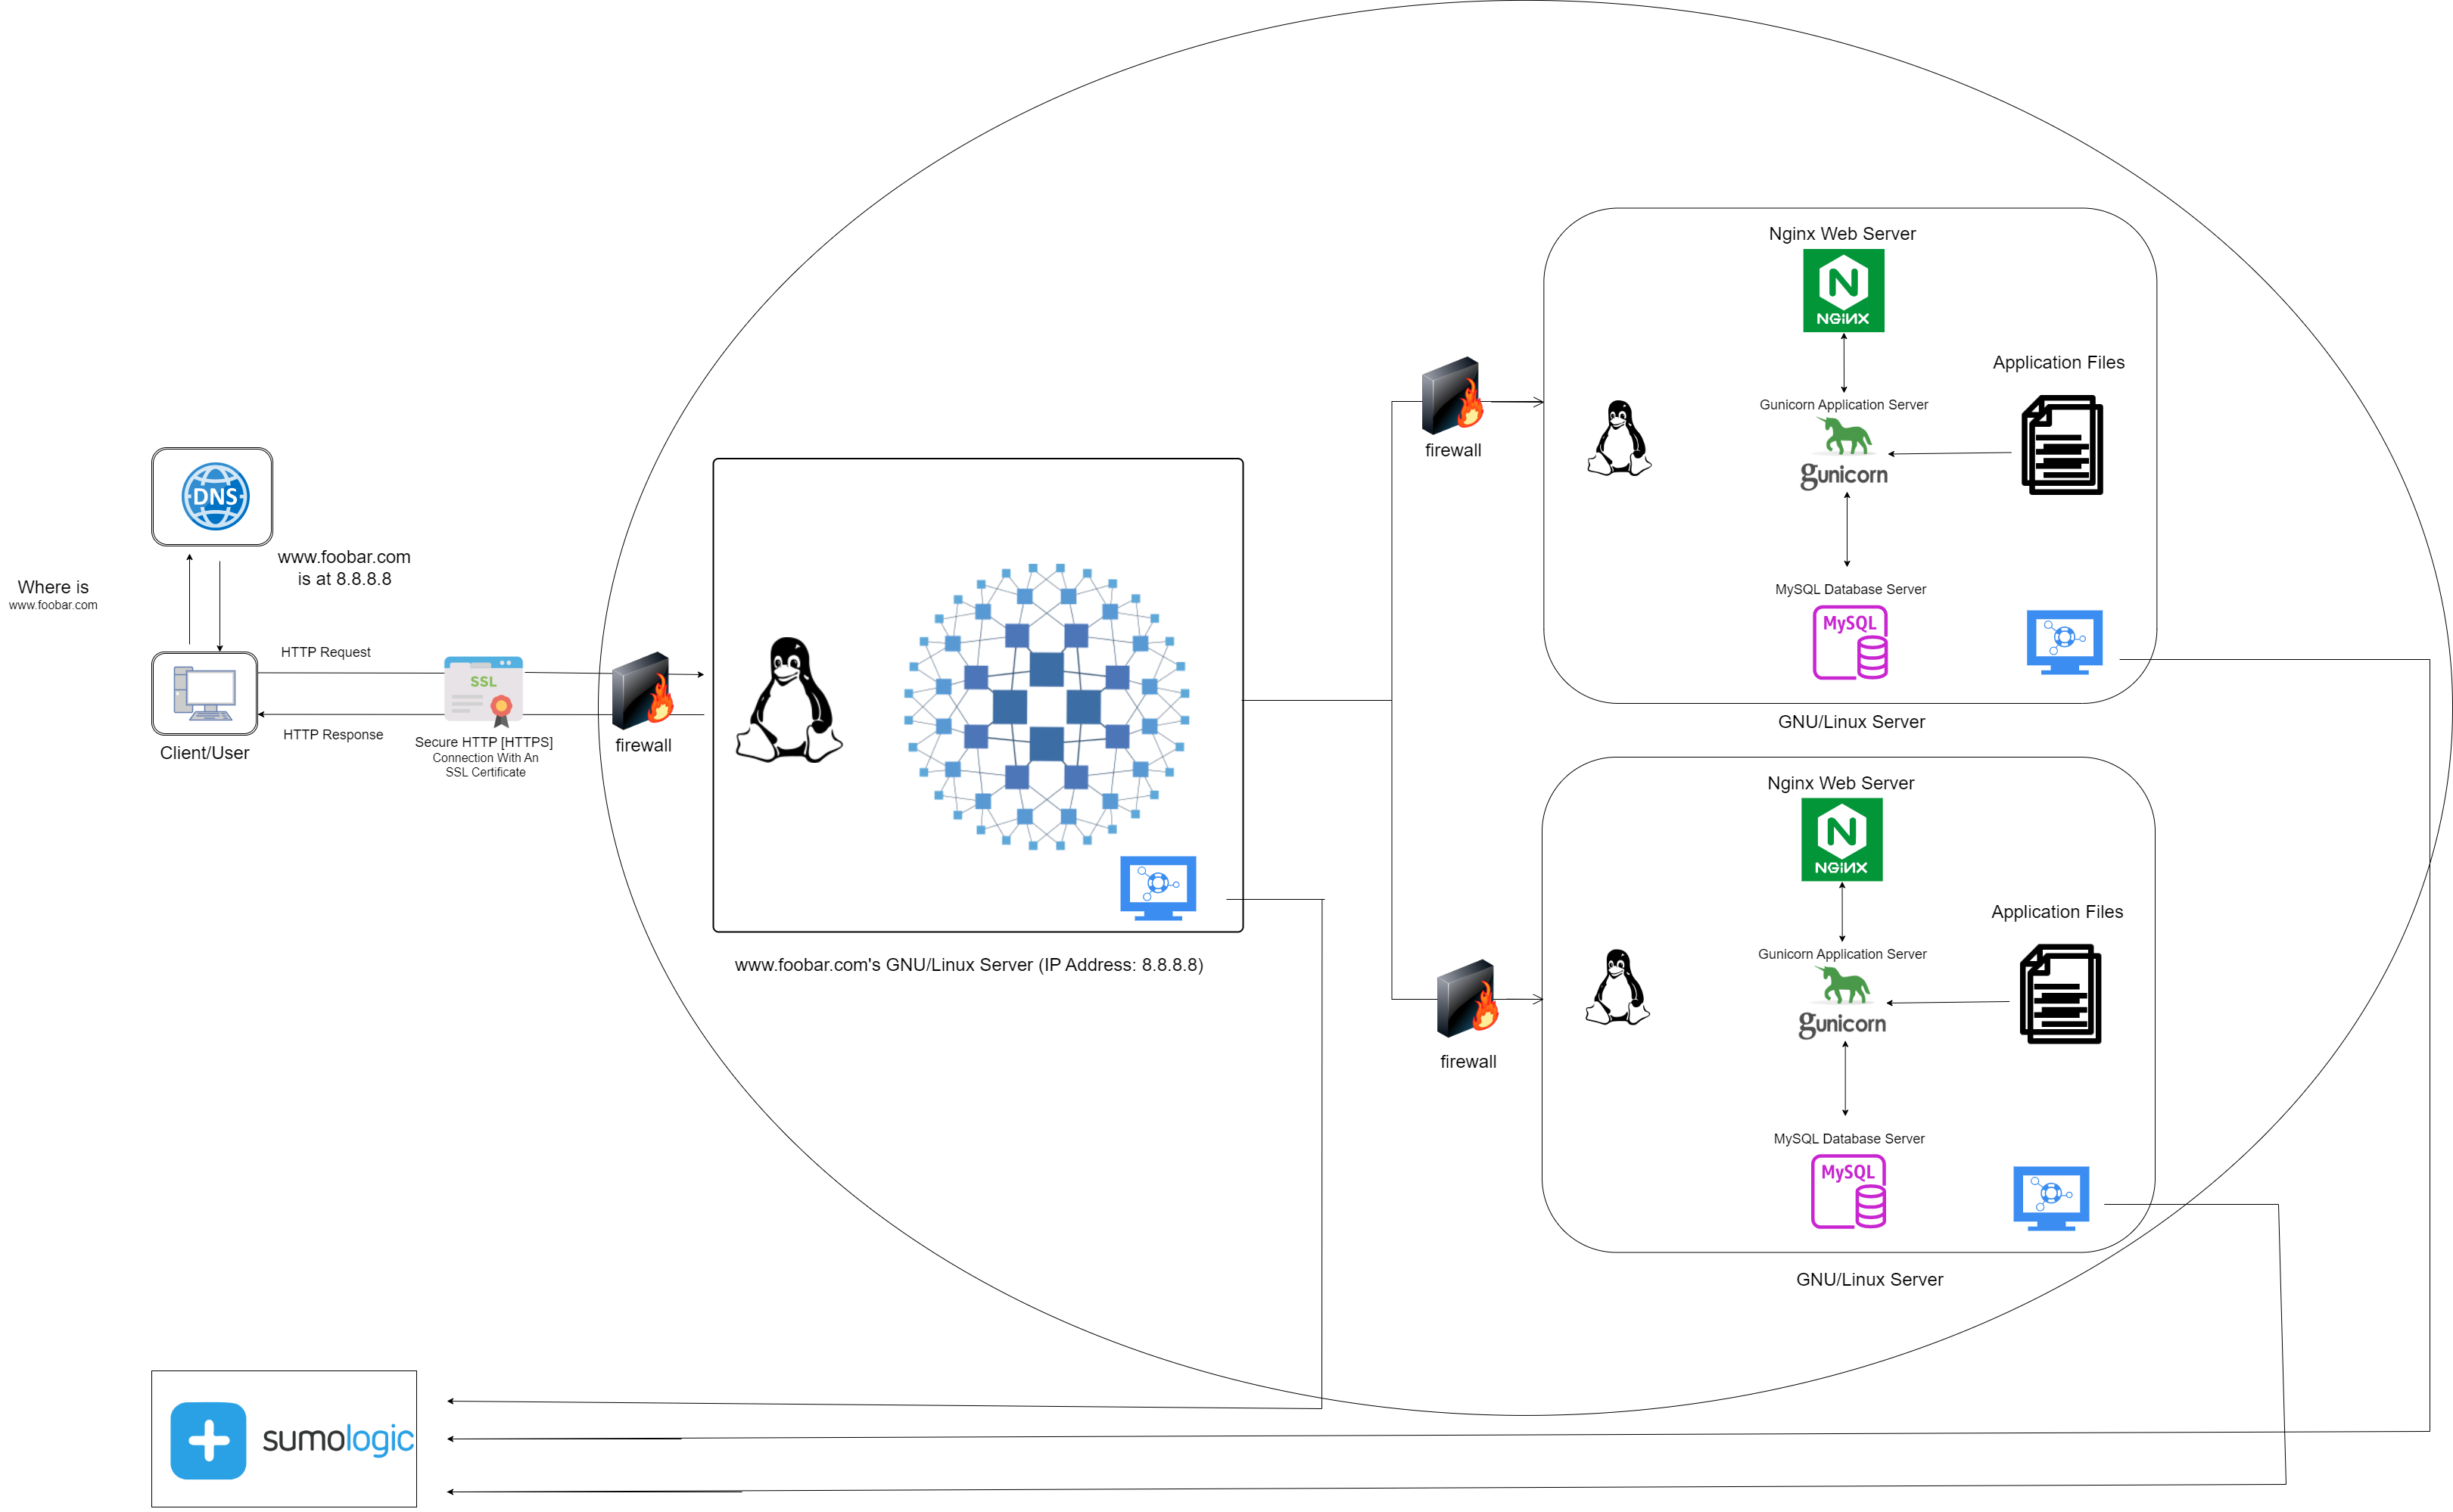 Nginx Web Server
NGINX
Application Files
Gunicorn Application Server
gunicorn
firewall
DNS
www.foobar.com
is at 8.8.8.8
Where is
www.foobar.com
MySQL Database Server
MySQL
HTTP Request
SSL
HTTP Response
Client/User
Secure HTTP [HTTPS]
Connection With An
SSL Certificate
firewall
GNU/Linux Server
Nginx Web Server
NGINX
Application Files
www.foobar.com's GNU/Linux Server (IP Address: 8.8.8.8)
Gunicorn Application Server
gunicorn
firewall
MySQL Database Server
MySQL
GNU/Linux Server
sumologic